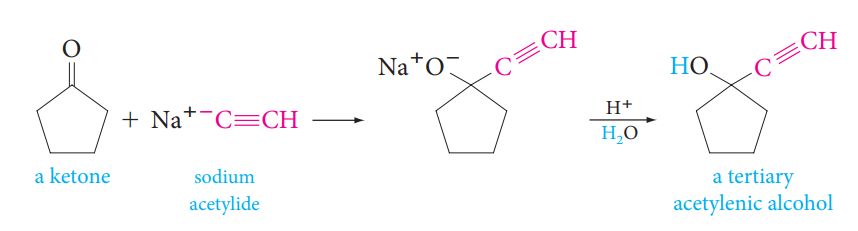 O
+ Na⁺ ⁻C≡CH
Na⁺O⁻ C≡CH
H⁺
H₂O
HO C≡CH
a ketone
sodium
acetylide
a tertiary
acetylenic alcohol